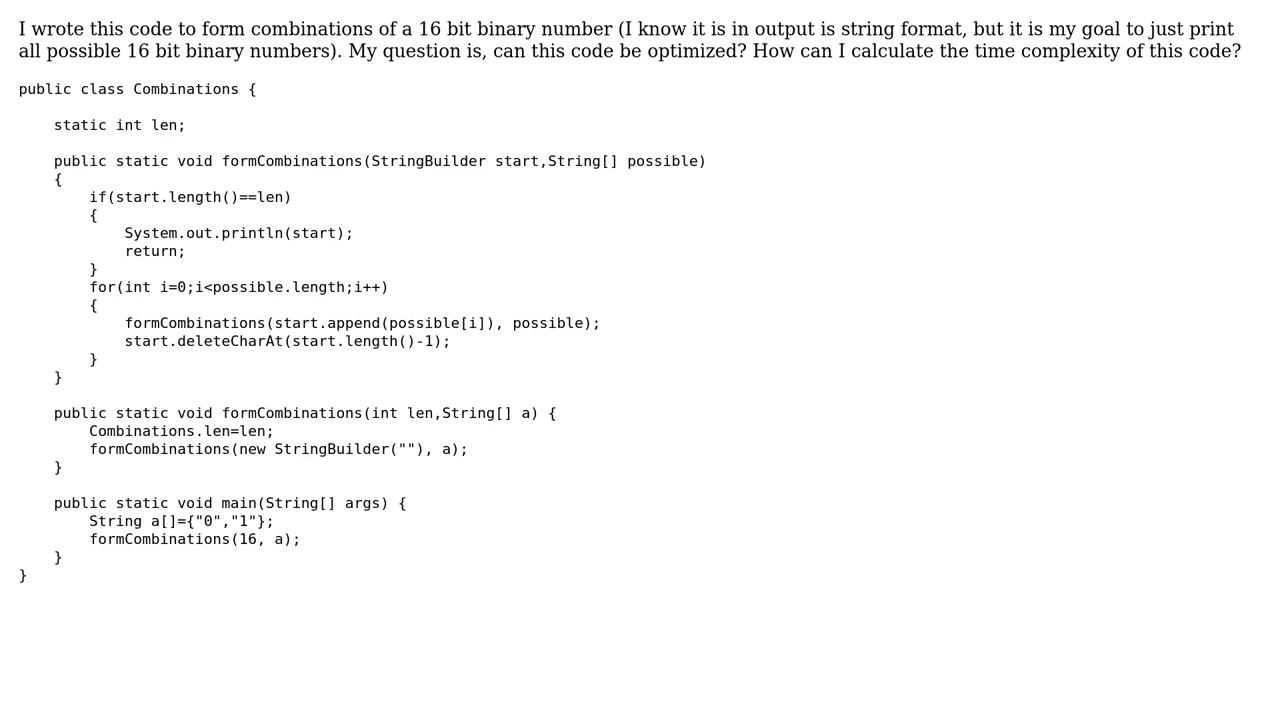 I wrote this code to form combinations of a 16 bit binary number (I know it is in output is string format, but it is my goal to just print
all possible 16 bit binary numbers). My question is, can this code be optimized? How can I calculate the time complexity of this code?
public class Combinations {
    static int len;
    public static void formCombinations(StringBuilder start,String[] possible)
    {
        if(start.length()==len)
        {
            System.out.println(start);
            return;
        }
        for(int i=0;i<possible.length;i++)
        {
            formCombinations(start.append(possible[i]), possible);
            start.deleteCharAt(start.length()-1);
        }
    }
    public static void formCombinations(int len,String[] a) {
        Combinations.len=len;
        formCombinations(new StringBuilder(""), a);
    }
    public static void main(String[] args) {
        String a[]={"0","1"};
        formCombinations(16, a);
    }
}